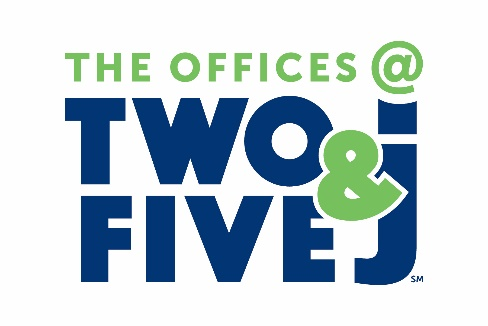 THE OFFICES @
TWO
&
FIVE j
SM